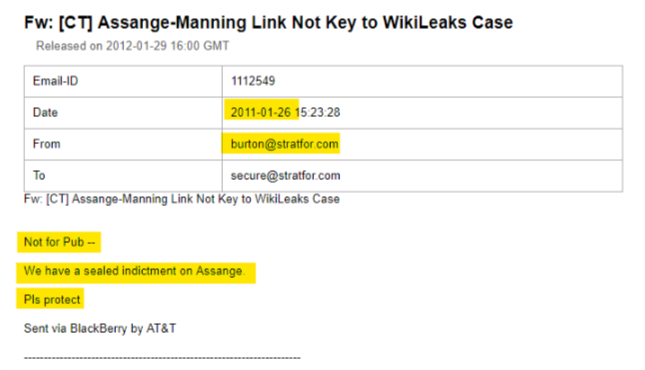 Fw: [CT] Assange-Manning Link Not Key to WikiLeaks Case
Released on 2012-01-29 16:00 GMT
Email-ID 1112549
Date 2011-01-26 15:23:28
From burton@stratfor.com
To secure@stratfor.com
Fw: [CT] Assange-Manning Link Not Key to WikiLeaks Case
Not for Pub --
We have a sealed indictment on Assange.
Pls protect
Sent via BlackBerry by AT&T
----------------------------------------------------------------------